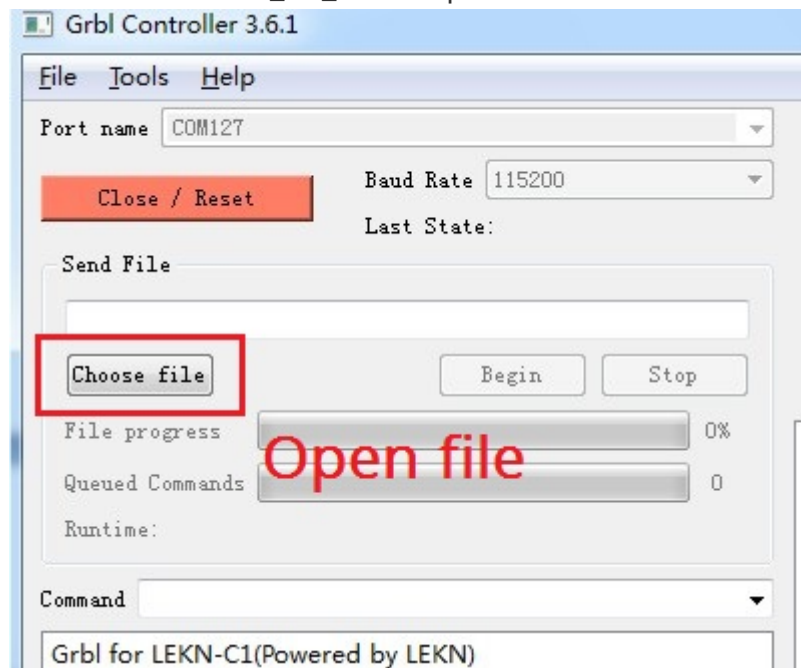 Grbl Controller 3.6.1
File Tools Help
Port name COM127
Close / Reset
Baud Rate 115200
Last State:
Send File
Choose file
Begin
Stop
File progress
0%
Open file
Queued Commands
0
Runtime:
Command
Grbl for LEKN-C1(Powered by LEKN)